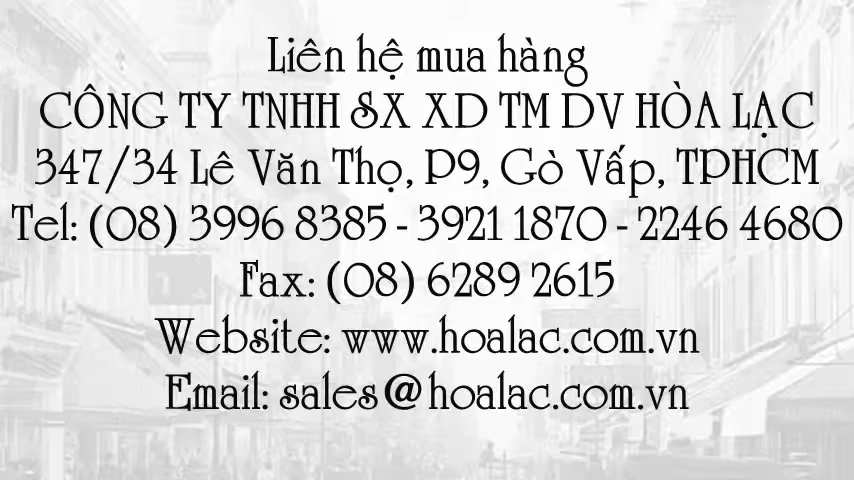 Liên hệ mua hàng
CÔNG TY TNHH SX XD TM DV HÒA LẠC
347/34 Lê Văn Thọ, P9, Gò Vấp, TPHCM
Tel: (08) 3996 8385 - 3921 1870 - 2246 4680
Fax: (08) 6289 2615
Website: www.hoalac.com.vn
Email: sales@hoalac.com.vn